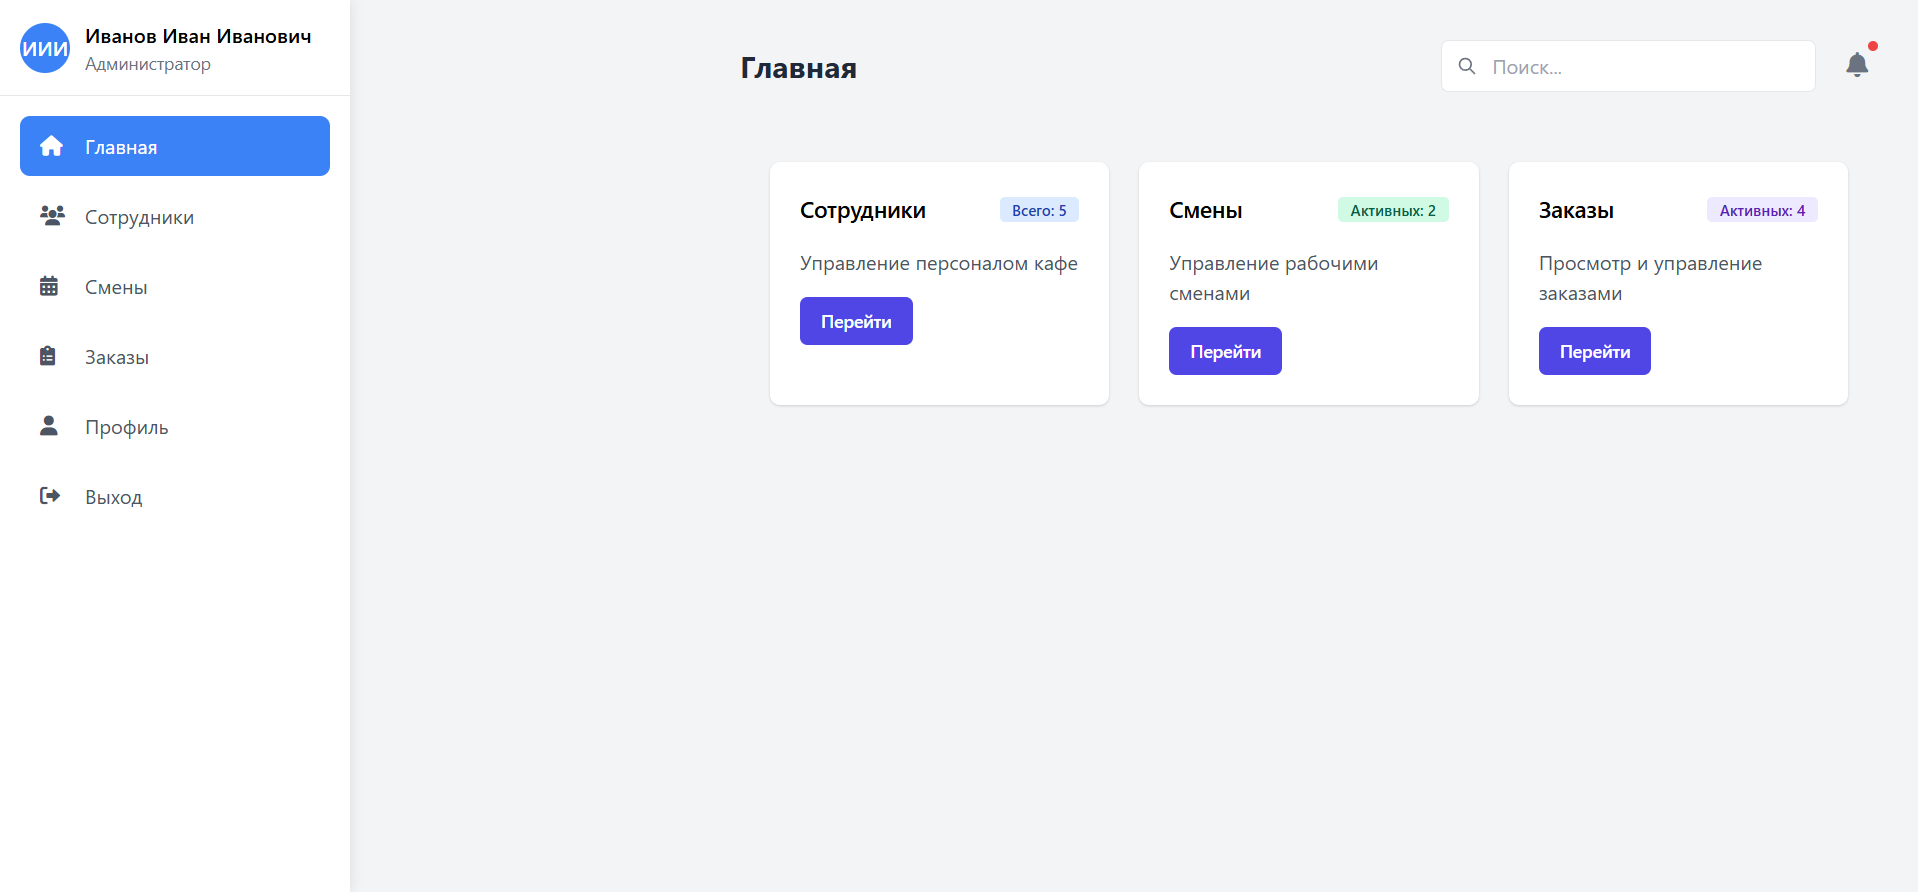 ИИИ
Иванов Иван Иванович
Администратор
Главная
Сотрудники
Смены
Заказы
Профиль
Выход
Главная
Поиск...
Сотрудники
Всего: 5
Управление персоналом кафе
Перейти
Смены
Активных: 2
Управление рабочими
сменами
Перейти
Заказы
Активных: 4
Просмотр и управление
заказами
Перейти